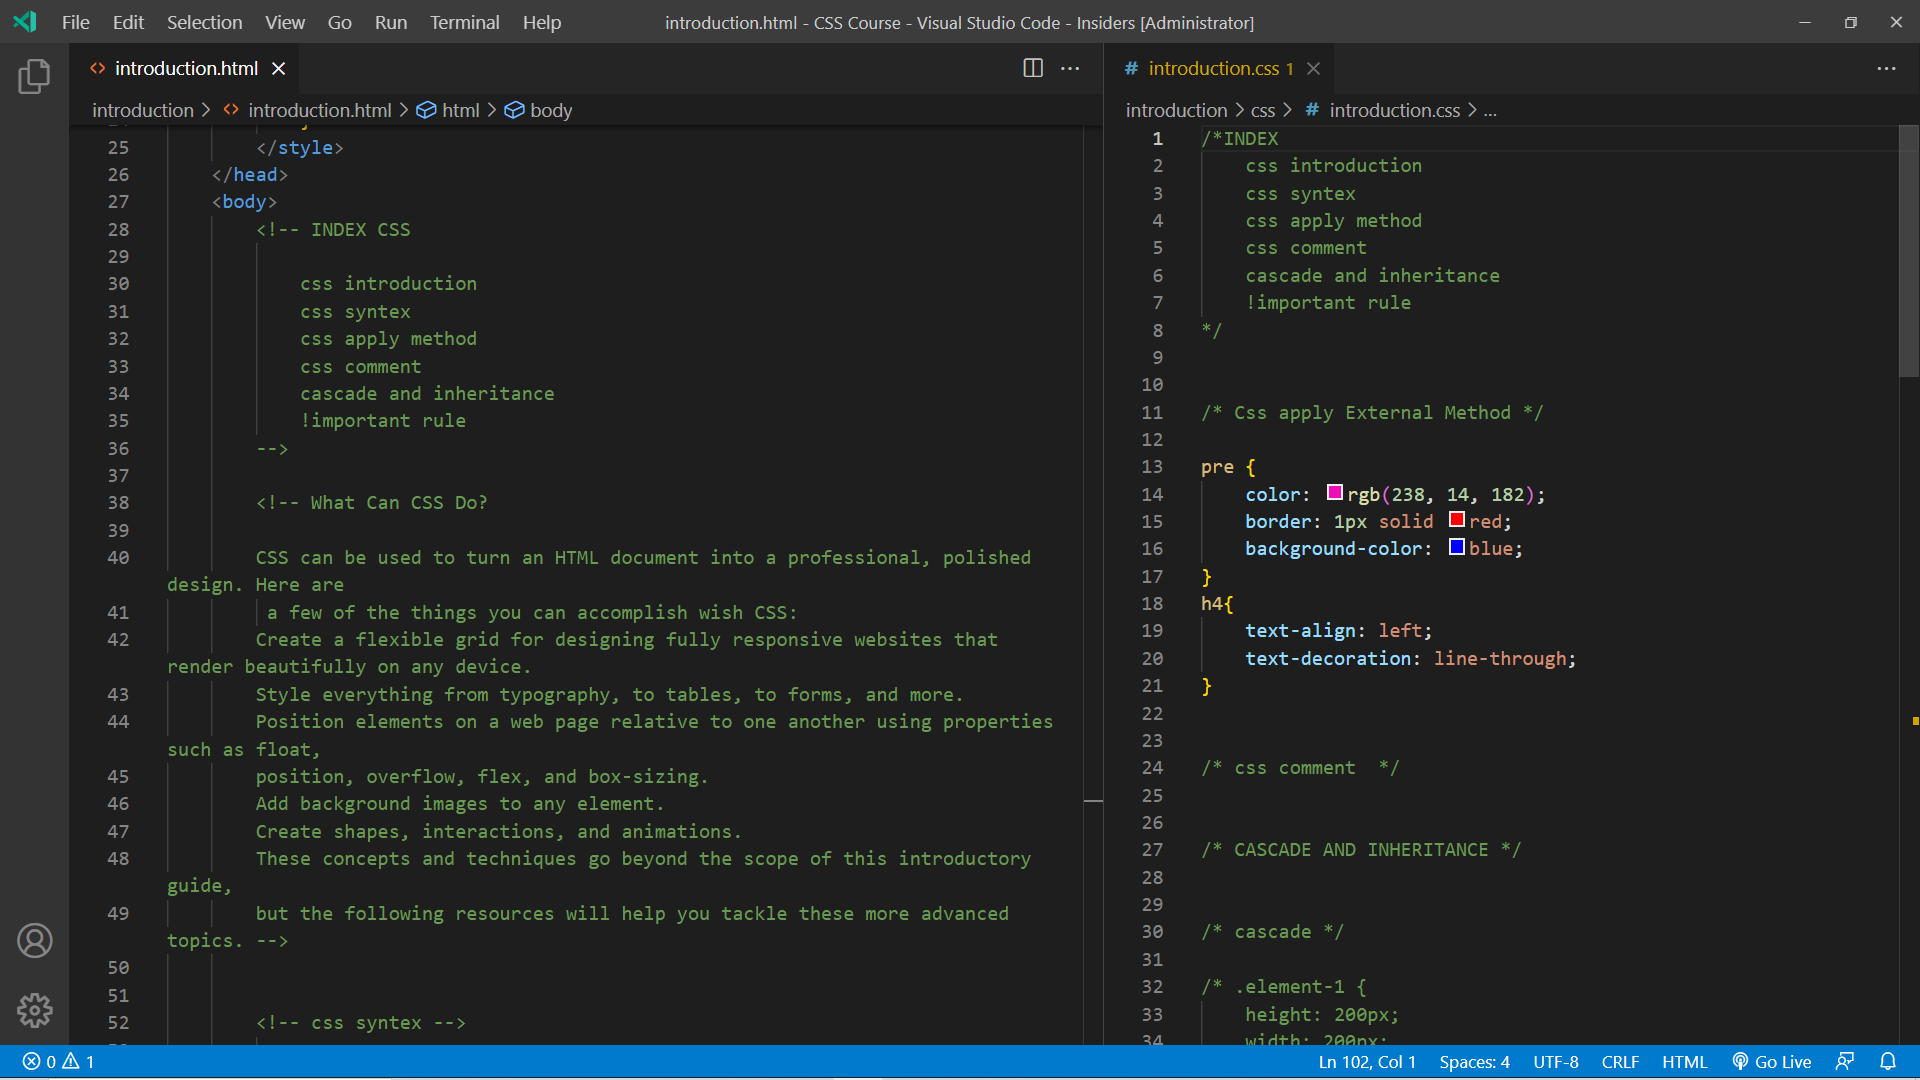 File Edit Selection View Go Run Terminal Help introduction.html - CSS Course - Visual Studio Code - Insiders [Administrator]
introduction.html
introduction > introduction.html > html > body
25 </style>
26 </head>
27 <body>
28 <!-- INDEX CSS
29
30 css introduction
31 css syntex
32 css apply method
33 css comment
34 cascade and inheritance
35 !important rule
36 -->
37
38 <!-- What Can CSS Do?
39
40 CSS can be used to turn an HTML document into a professional, polished
design. Here are
41 a few of the things you can accomplish wish CSS:
42 Create a flexible grid for designing fully responsive websites that
render beautifully on any device.
43 Style everything from typography, to tables, to forms, and more.
44 Position elements on a web page relative to one another using properties
such as float,
45 position, overflow, flex, and box-sizing.
46 Add background images to any element.
47 Create shapes, interactions, and animations.
48 These concepts and techniques go beyond the scope of this introductory
guide,
49 but the following resources will help you tackle these more advanced
topics. -->
50
51
52 <!-- css syntex -->
# introduction.css 1
introduction > css > # introduction.css > ...
1 /*INDEX
2 css introduction
3 css syntex
4 css apply method
5 css comment
6 cascade and inheritance
7 !important rule
8 */
9
10
11 /* Css apply External Method */
12
13 pre {
14 color: rgb(238, 14, 182);
15 border: 1px solid red;
16 background-color: blue;
17 }
18 h4{
19 text-align: left;
20 text-decoration: line-through;
21 }
22
23
24 /* css comment  */
25
26
27 /* CASCADE AND INHERITANCE */
28
29
30 /* cascade */
31
32 /* .element-1 {
33 height: 200px;
34 width: 200px;
0 1 Ln 102, Col 1 Spaces: 4 UTF-8 CRLF HTML Go Live